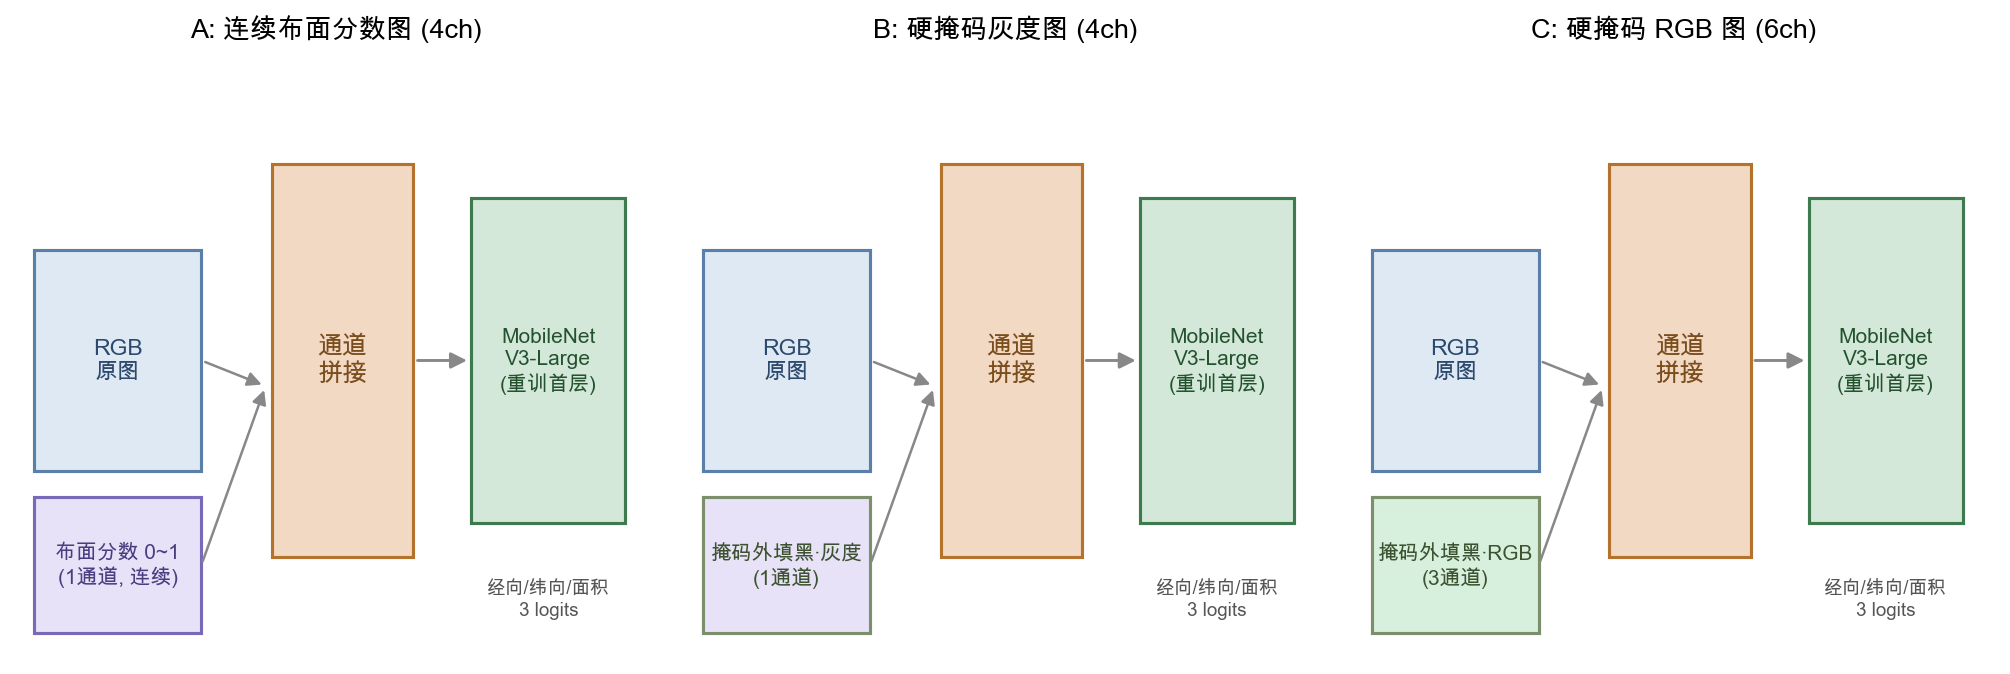 A: 连续布面分数图 (4ch)
RGB
原图
布面分数 0~1
(1通道, 连续)
通道
拼接
MobileNet
V3-Large
(重训首层)
经向/纬向/面积
3 logits
B: 硬掩码灰度图 (4ch)
RGB
原图
掩码外填黑·灰度
(1通道)
通道
拼接
MobileNet
V3-Large
(重训首层)
经向/纬向/面积
3 logits
C: 硬掩码 RGB 图 (6ch)
RGB
原图
掩码外填黑·RGB
(3通道)
通道
拼接
MobileNet
V3-Large
(重训首层)
经向/纬向/面积
3 logits